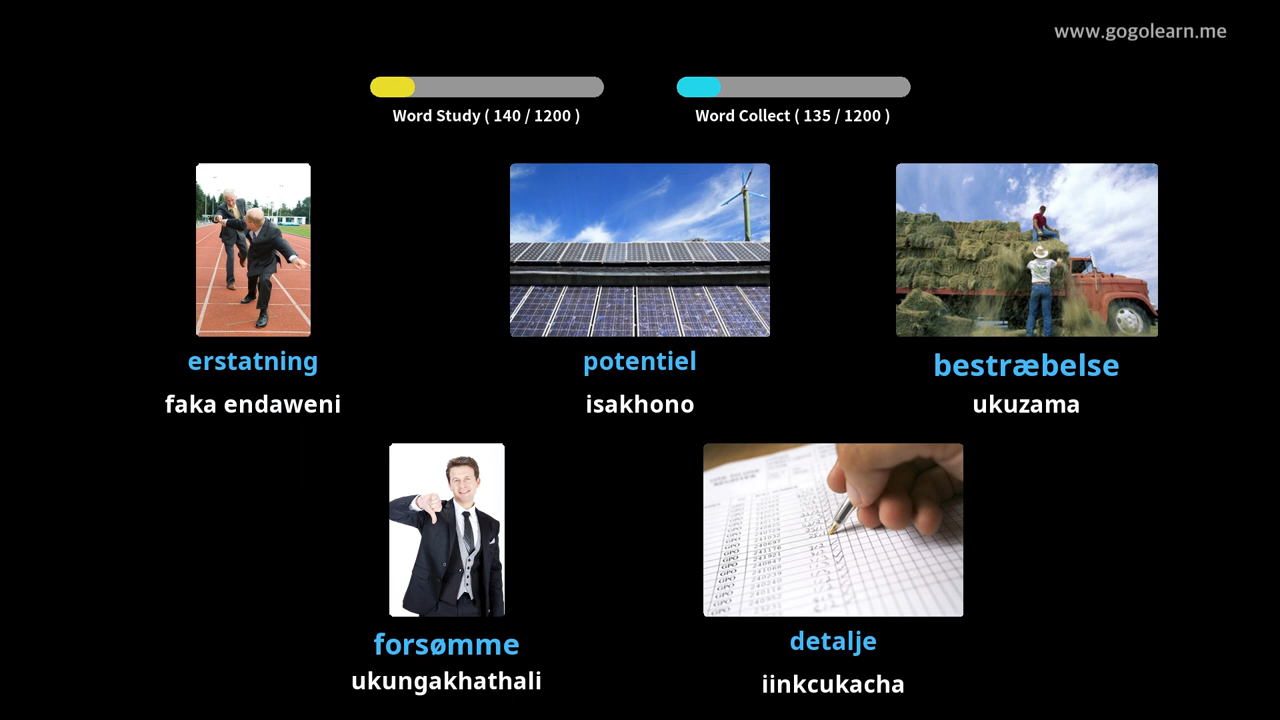 www.gogolearn.me
Word Study ( 140 / 1200 )
Word Collect ( 135 / 1200 )
erstatning
potentiel
bestræbelse
faka endaweni
isakhono
ukuzama
forsømme
detalje
ukungakhathali
iinkcukacha